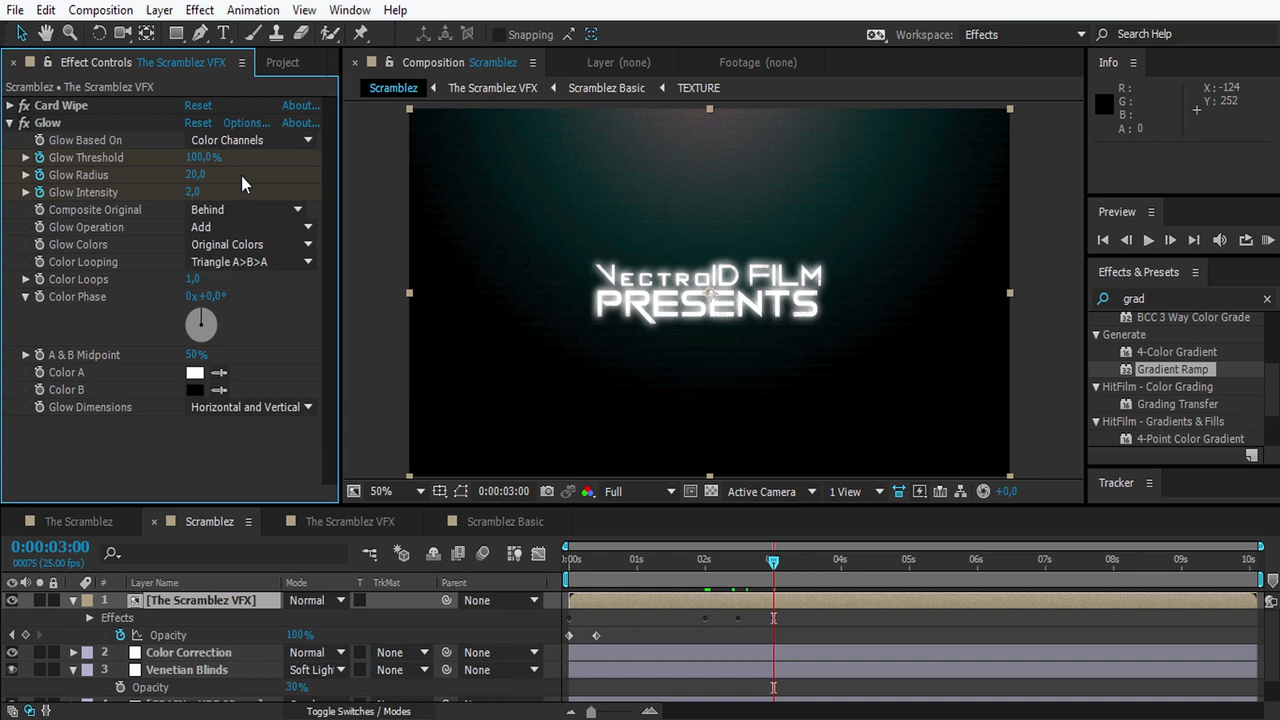 File Edit Composition Layer Effect Animation View Window Help
Snapping Workspace: Effects Search Help
Effect Controls The Scramblez VFX Project
Scramblez • The Scramblez VFX
fx Card Wipe Reset About...
fx Glow Reset Options... About...
Glow Based On Color Channels
Glow Threshold 100,0%
Glow Radius 20,0
Glow Intensity 2,0
Composite Original Behind
Glow Operation Add
Glow Colors Original Colors
Color Looping Triangle A>B>A
Color Loops 1,0
Color Phase 0x+0,0°
A & B Midpoint 50%
Color A
Color B
Glow Dimensions Horizontal and Vertical
Composition Scramblez Layer (none) Footage (none)
Scramblez The Scramblez VFX Scramblez Basic TEXTURE
VectroID FILM
PRESENTS
50% 0:00:03:00 Full Active Camera 1 View +0,0
Info
R: X: -124
G: Y: 252
B:
A: 0
Preview
Effects & Presets
grad
BCC 3 Way Color Grade
Generate
4-Color Gradient
Gradient Ramp
HitFilm - Color Grading
Grading Transfer
HitFilm - Gradients & Fills
4-Point Color Gradient
Tracker
The Scramblez Scramblez The Scramblez VFX Scramblez Basic
0:00:03:00
00075 (25.00 fps)
Layer Name Mode T TrkMat Parent
01s 02s 04s 05s 06s 07s 08s 09s 10s
1 [The Scramblez VFX] Normal None
Effects
Opacity 100%
2 Color Correction Normal None None
3 Venetian Blinds Soft Light None None
Opacity 30%
Toggle Switches / Modes